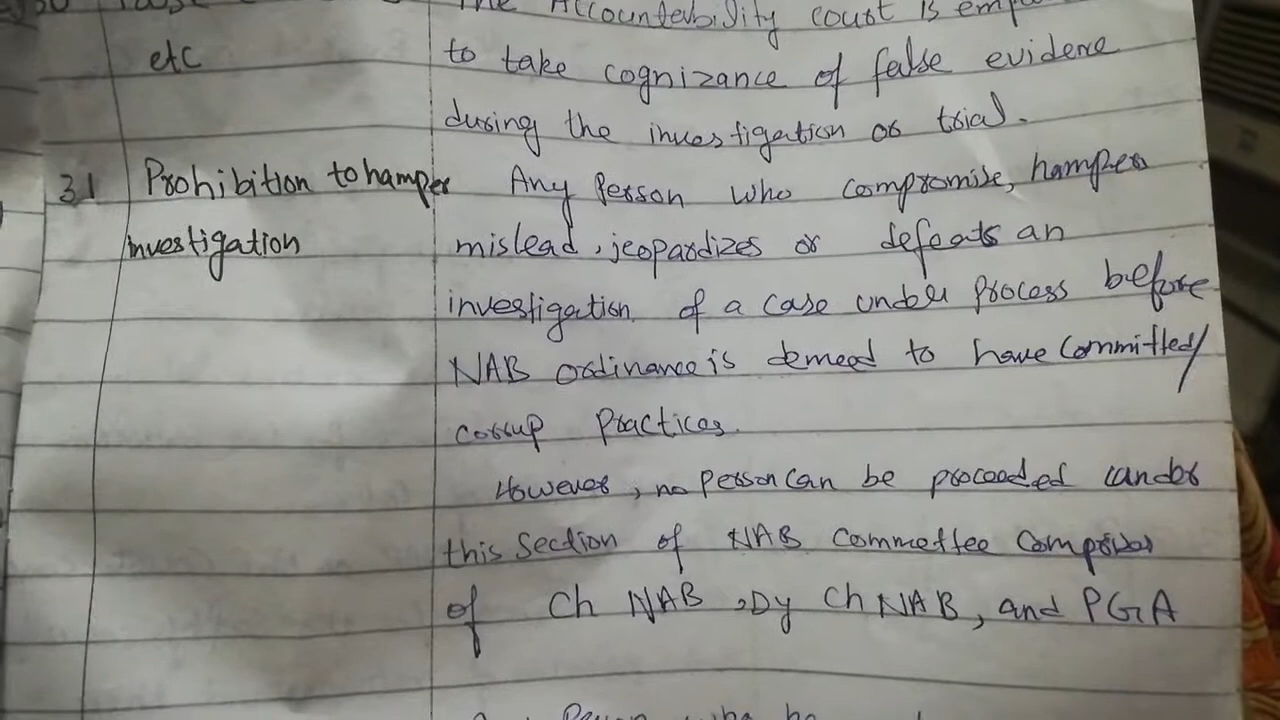 The Accountability court is
etc to take cognizance of false evidence
during the investigation or trial.
31 Prohibition to hamper Any Person who compromise, hamper
investigation mislead, jeopardizes or defeats an
investigation of a case under process before
NAB ordinance is demeed to have committed/
corrup Practices.
However, no person can be proceeded under
this Section of NAB Committee comprises
of Ch NAB, Dy Ch NAB, and PGA